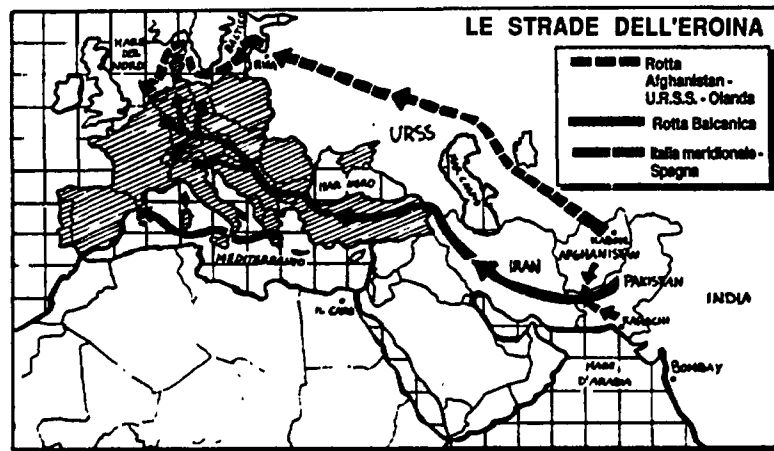 LE STRADE DELL'EROINA
Rotta
Afghanistan -
U.R.S.S. - Olanda
Rotta Balcanica
Italia meridionale -
Spagna
MARE
DEL
NORD
BALTICO
RIGA
URSS
MAR NERO
KABUL
AFGHANISTAN
IRAN
PAKISTAN
INDIA
KARACHI
MEDITERRANEO
IL CAIRO
MARE
D'ARABIA
BOMBAY